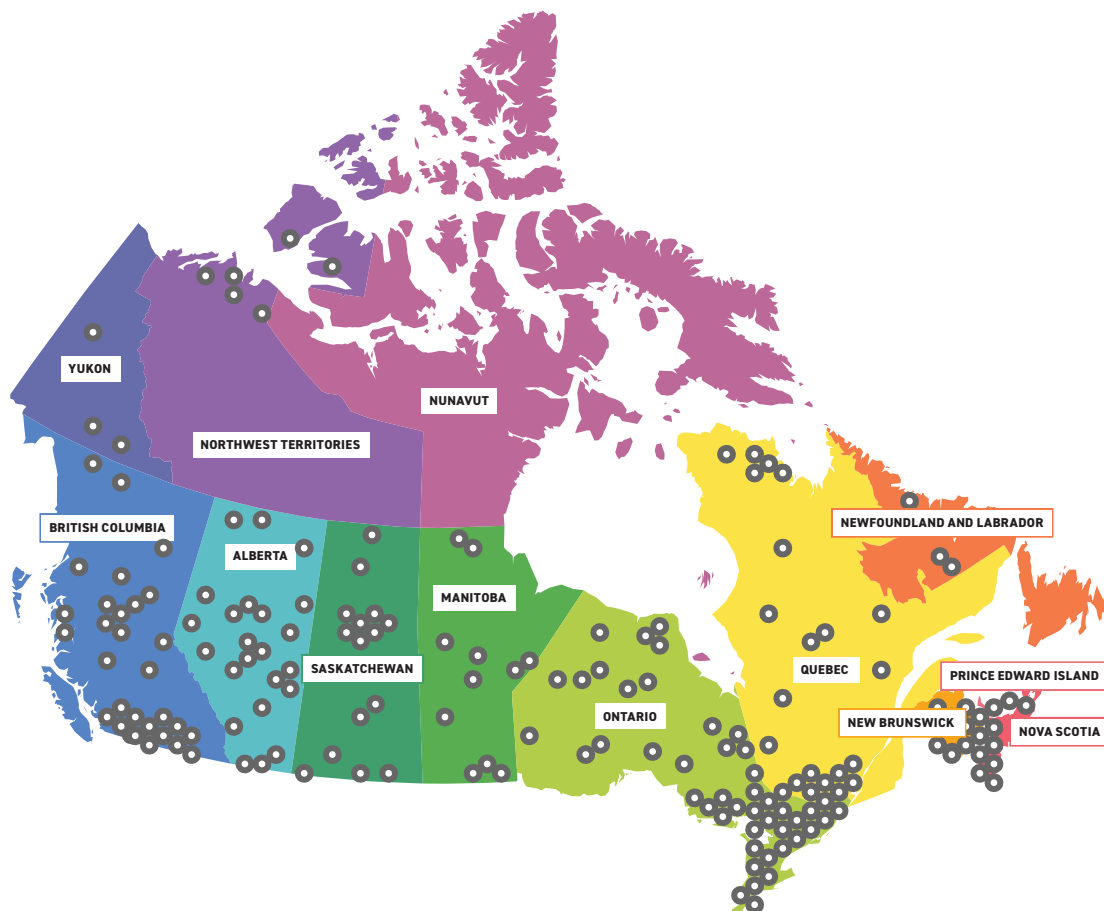 YUKON
NUNAVUT
NORTHWEST TERRITORIES
BRITISH COLUMBIA
NEWFOUNDLAND AND LABRADOR
ALBERTA
MANITOBA
SASKATCHEWAN
QUEBEC
PRINCE EDWARD ISLAND
ONTARIO
NEW BRUNSWICK
NOVA SCOTIA